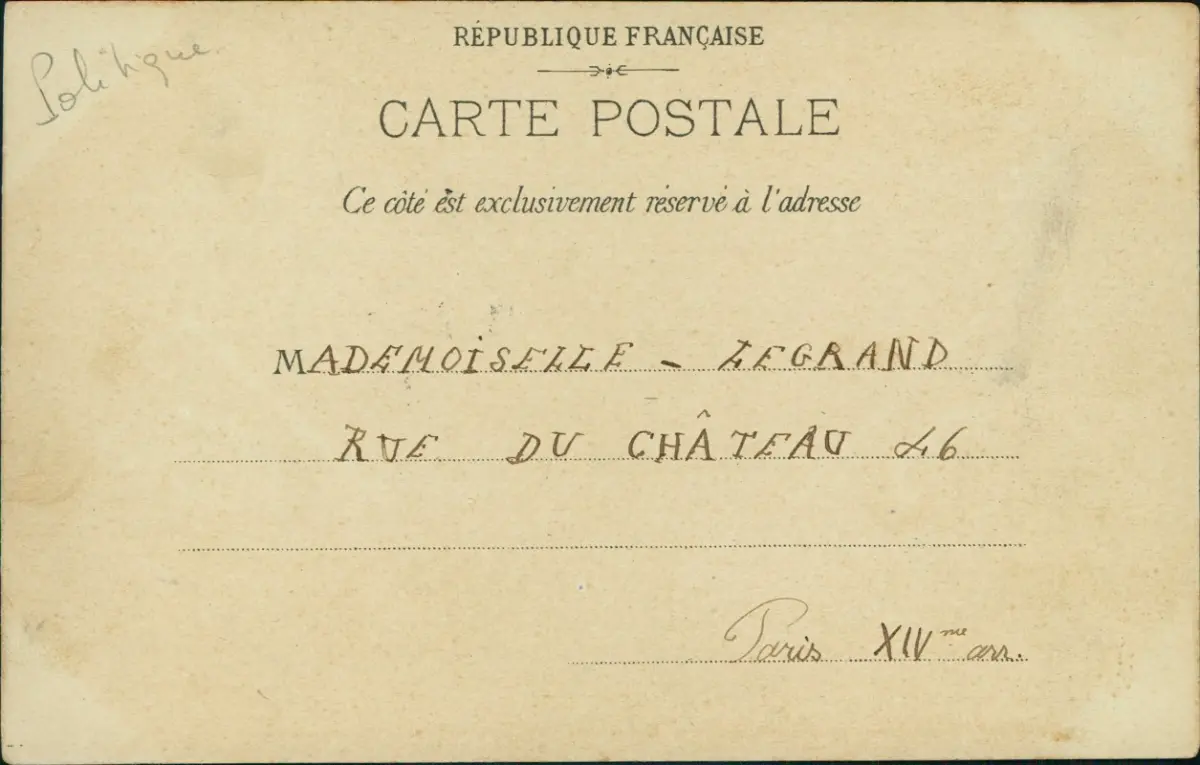 Politique
RÉPUBLIQUE FRANÇAISE
CARTE POSTALE
Ce côté est exclusivement réservé à l'adresse
MADEMOISELLE - LEGRAND
RUE DU CHÂTEAU 46
Paris XIVme arr.